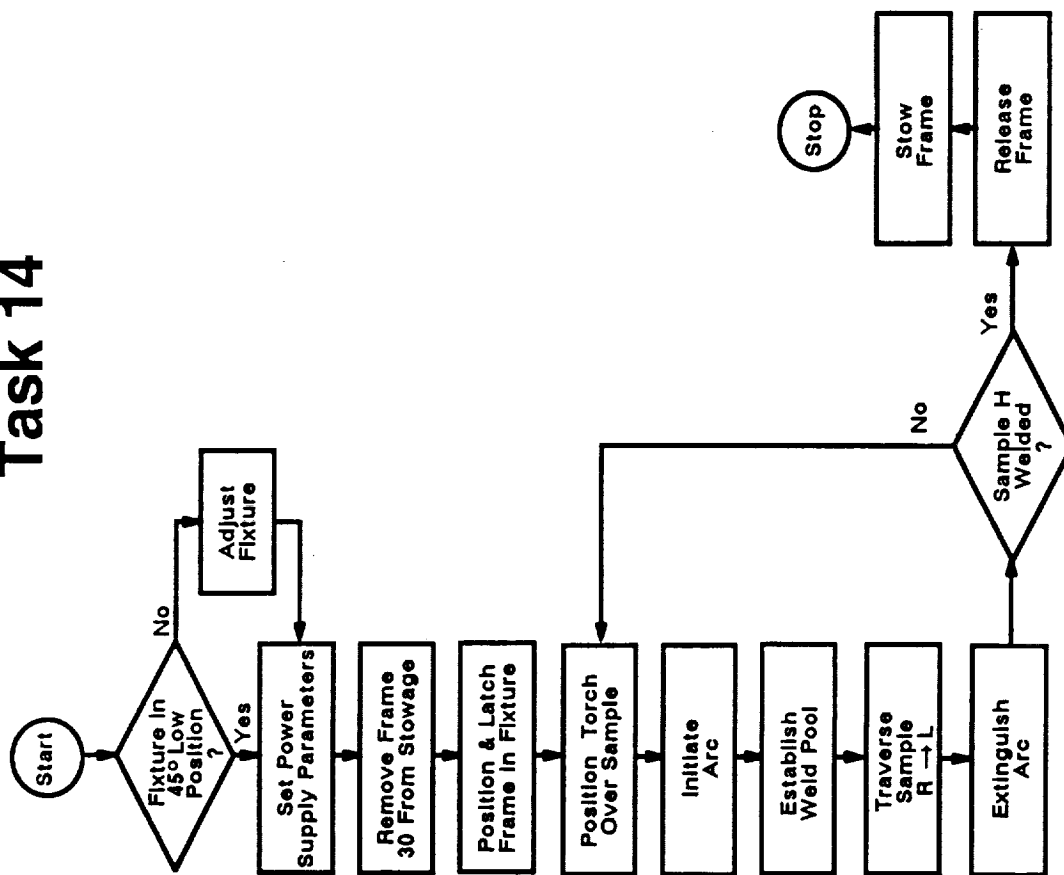 Task 14
Start
Fixture In
45° Low
Position
?
No
Adjust
Fixture
Yes
Set Power
Supply Parameters
Remove Frame
30 From Stowage
Position & Latch
Frame In Fixture
Position Torch
Over Sample
Initiate
Arc
Establish
Weld Pool
Traverse
Sample
R → L
Extinguish
Arc
Sample H
Welded
?
No
Yes
Release
Frame
Stow
Frame
Stop